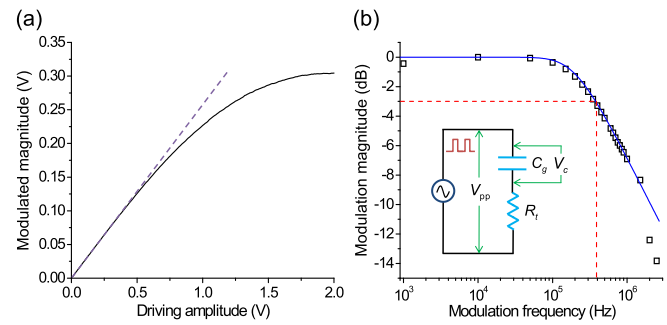 (a)
0.35
0.30
0.25
0.20
0.15
0.10
0.05
0.00
Modulated magnitude (V)
0.0 0.5 1.0 1.5 2.0
Driving amplitude (V)
(b)
0
-2
-4
-6
-8
-10
-12
-14
Modulation magnitude (dB)
V_pp
C_g V_c
R_t
10^3 10^4 10^5 10^6
Modulation frequency (Hz)